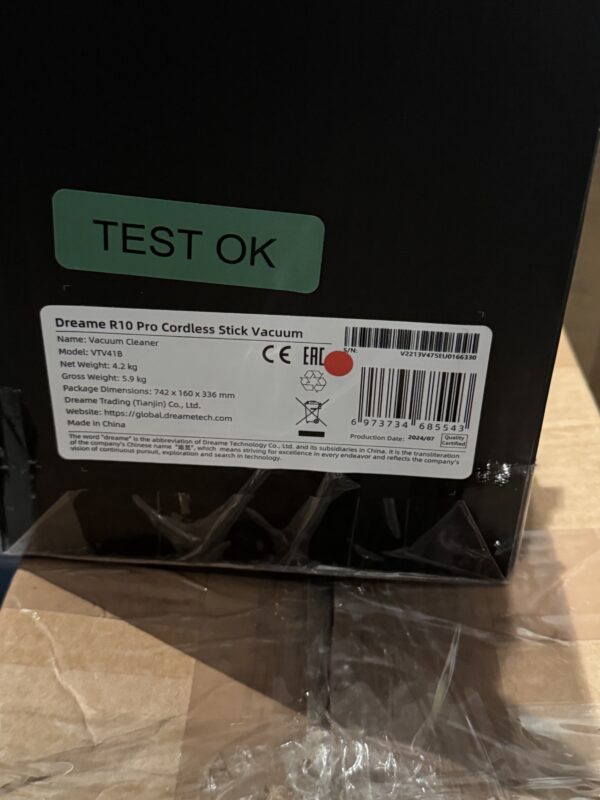 TEST OK
Dreame R10 Pro Cordless Stick Vacuum
Name: Vacuum Cleaner
Model: VTV41B
Net Weight: 4.2 kg
Gross Weight: 5.9 kg
Package Dimensions: 742 x 160 x 336 mm
Dreame Trading (Tianjin) Co., Ltd.
Website: https://global.dreametech.com
Made in China
CE EAC
S/N:
V2213V475EU0166330
6 973734 685543
Production Date: 2024/07
Quality
Certified
The word "dreame" is the abbreviation of Dreame Technology Co., Ltd. and its subsidiaries in China. It is the transliteration
of the company's Chinese name "追觅", which means striving for excellence in every endeavor and reflects the company's
vision of continuous pursuit, exploration and search in technology.